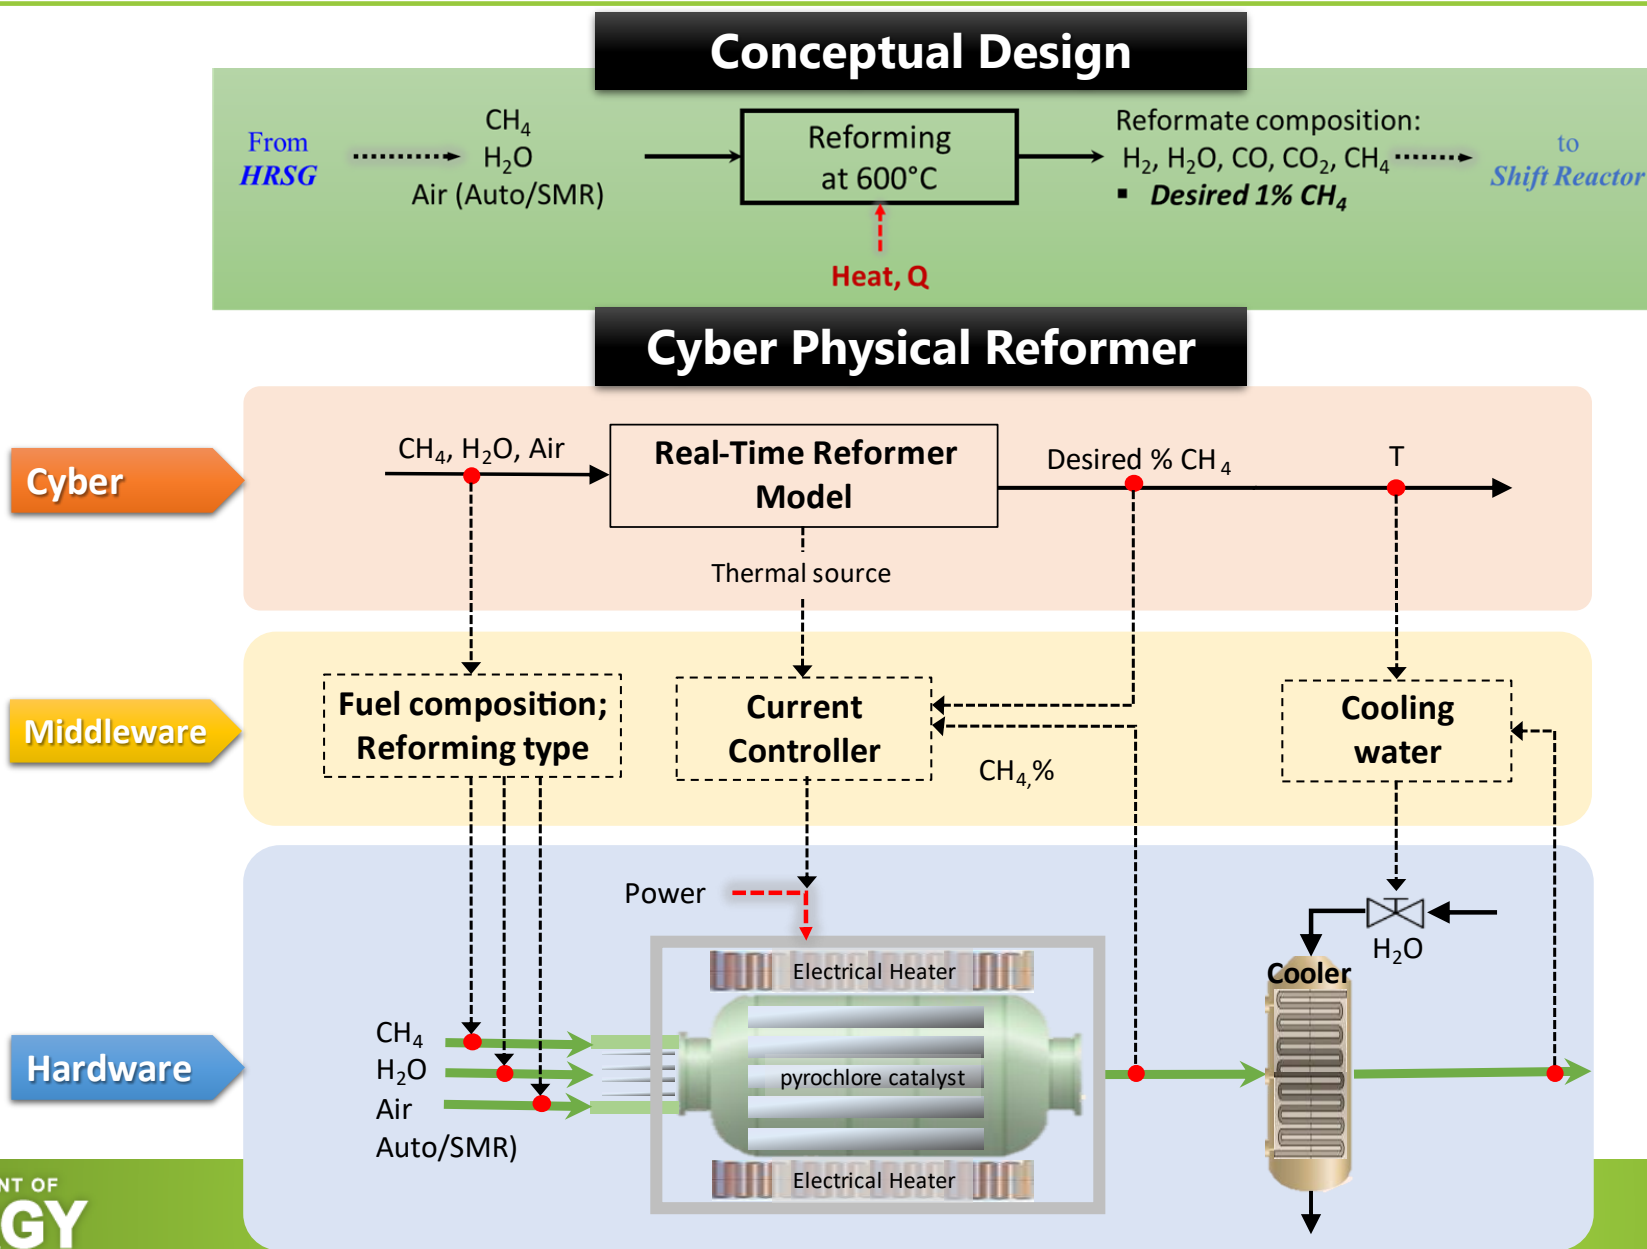 Conceptual Design
From
HRSG
CH₄
H₂O
Air (Auto/SMR)
Reforming
at 600°C
Heat, Q
Reformate composition:
H₂, H₂O, CO, CO₂, CH₄
▪ Desired 1% CH₄
to
Shift Reactor
Cyber Physical Reformer
Cyber
CH₄, H₂O, Air
Real-Time Reformer
Model
Desired % CH₄
T
Thermal source
Middleware
Fuel composition;
Reforming type
Current
Controller
CH₄,%
Cooling
water
Hardware
Power
Electrical Heater
H₂O
Cooler
CH₄
H₂O
Air
Auto/SMR)
pyrochlore catalyst
Electrical Heater
NT OF
GY